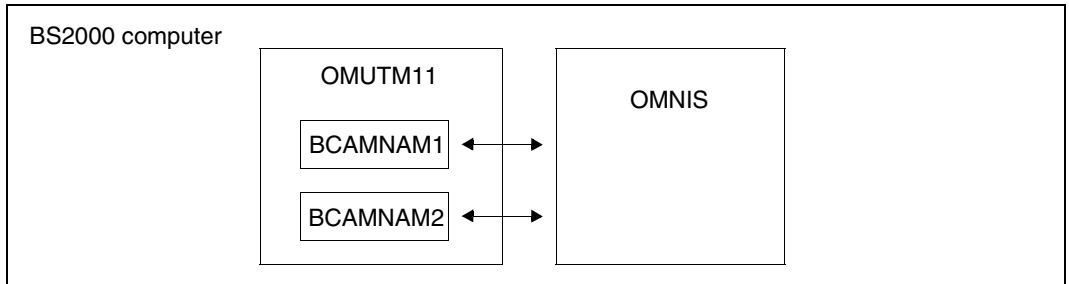 BS2000 computer
OMUTM11
OMNIS
BCAMNAM1
BCAMNAM2